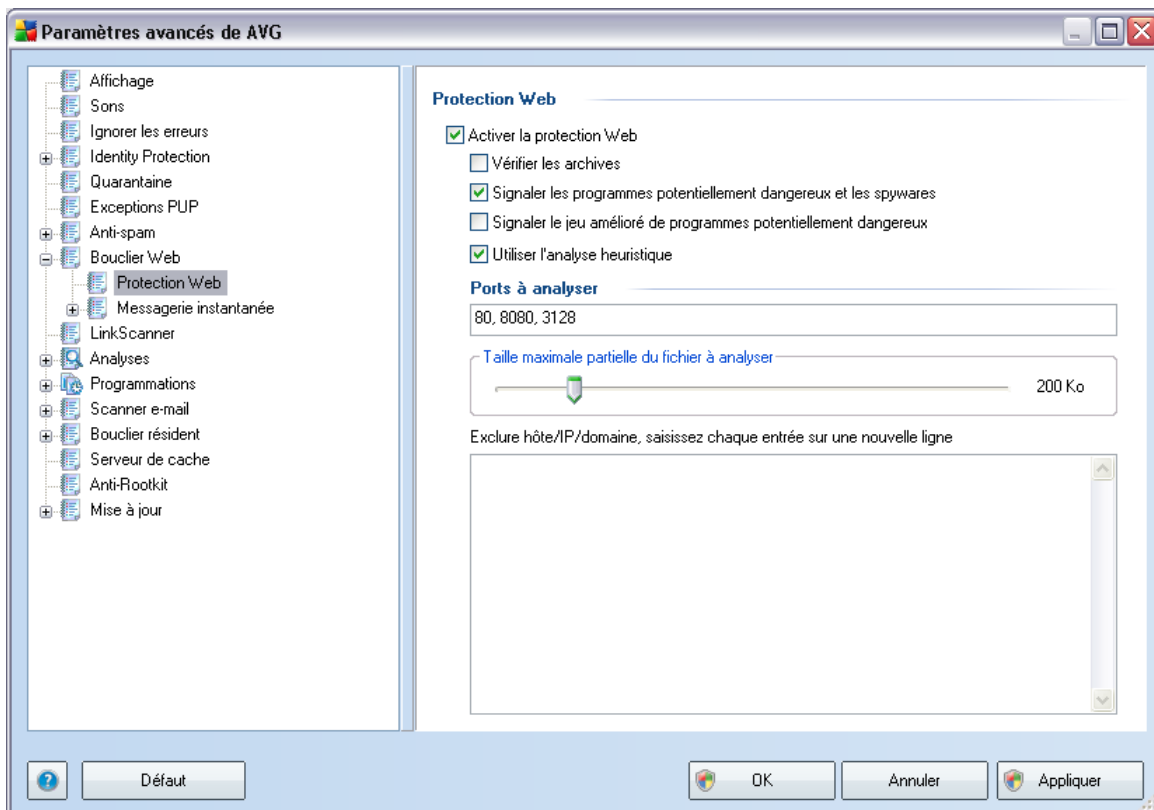 Paramètres avancés de AVG
Affichage
Sons
Ignorer les erreurs
Identity Protection
Quarantaine
Exceptions PUP
Anti-spam
Bouclier Web
Protection Web
Messagerie instantanée
LinkScanner
Analyses
Programmations
Scanner e-mail
Bouclier résident
Serveur de cache
Anti-Rootkit
Mise à jour
Protection Web
Activer la protection Web
Vérifier les archives
Signaler les programmes potentiellement dangereux et les spywares
Signaler le jeu amélioré de programmes potentiellement dangereux
Utiliser l'analyse heuristique
Ports à analyser
80, 8080, 3128
Taille maximale partielle du fichier à analyser
200 Ko
Exclure hôte/IP/domaine, saisissez chaque entrée sur une nouvelle ligne
?
Défaut
OK
Annuler
Appliquer